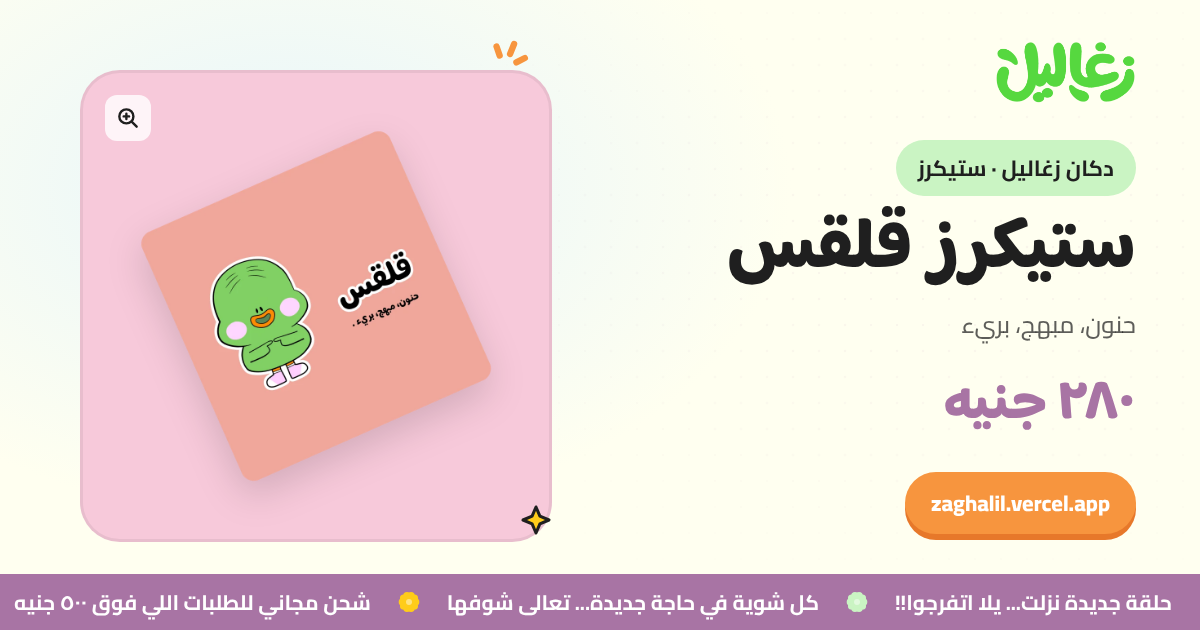 زغاليل
دكان زغاليل · ستيكرز
ستيكرز قلقس
حنون، مبهج، بريء
٢٨٠ جنيه
zaghalil.vercel.app
قلقس
حنون، مبهج، بريء .
حلقة جديدة نزلت... يلا اتفرجوا!! كل شوية في حاجة جديدة... تعالى شوفها شحن مجاني للطلبات اللي فوق ٥٠٠ جنيه